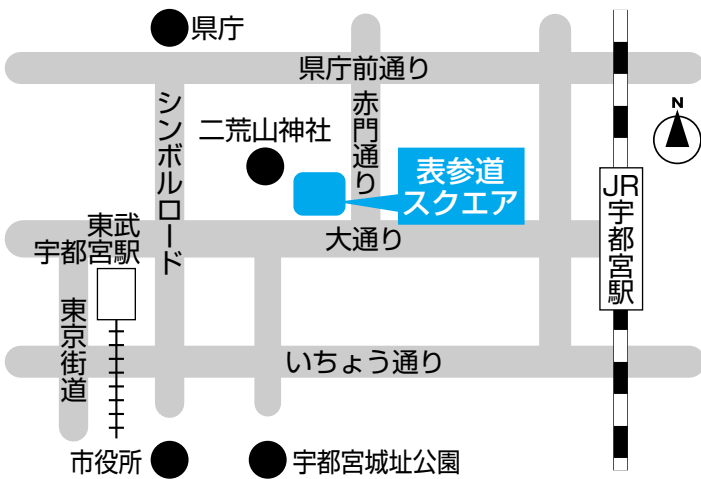 県庁
県庁前通り
N
シンボルロード
赤門通り
二荒山神社
表参道
スクエア
JR宇都宮駅
東武
宇都宮駅
大通り
東京街道
いちょう通り
市役所
宇都宮城址公園